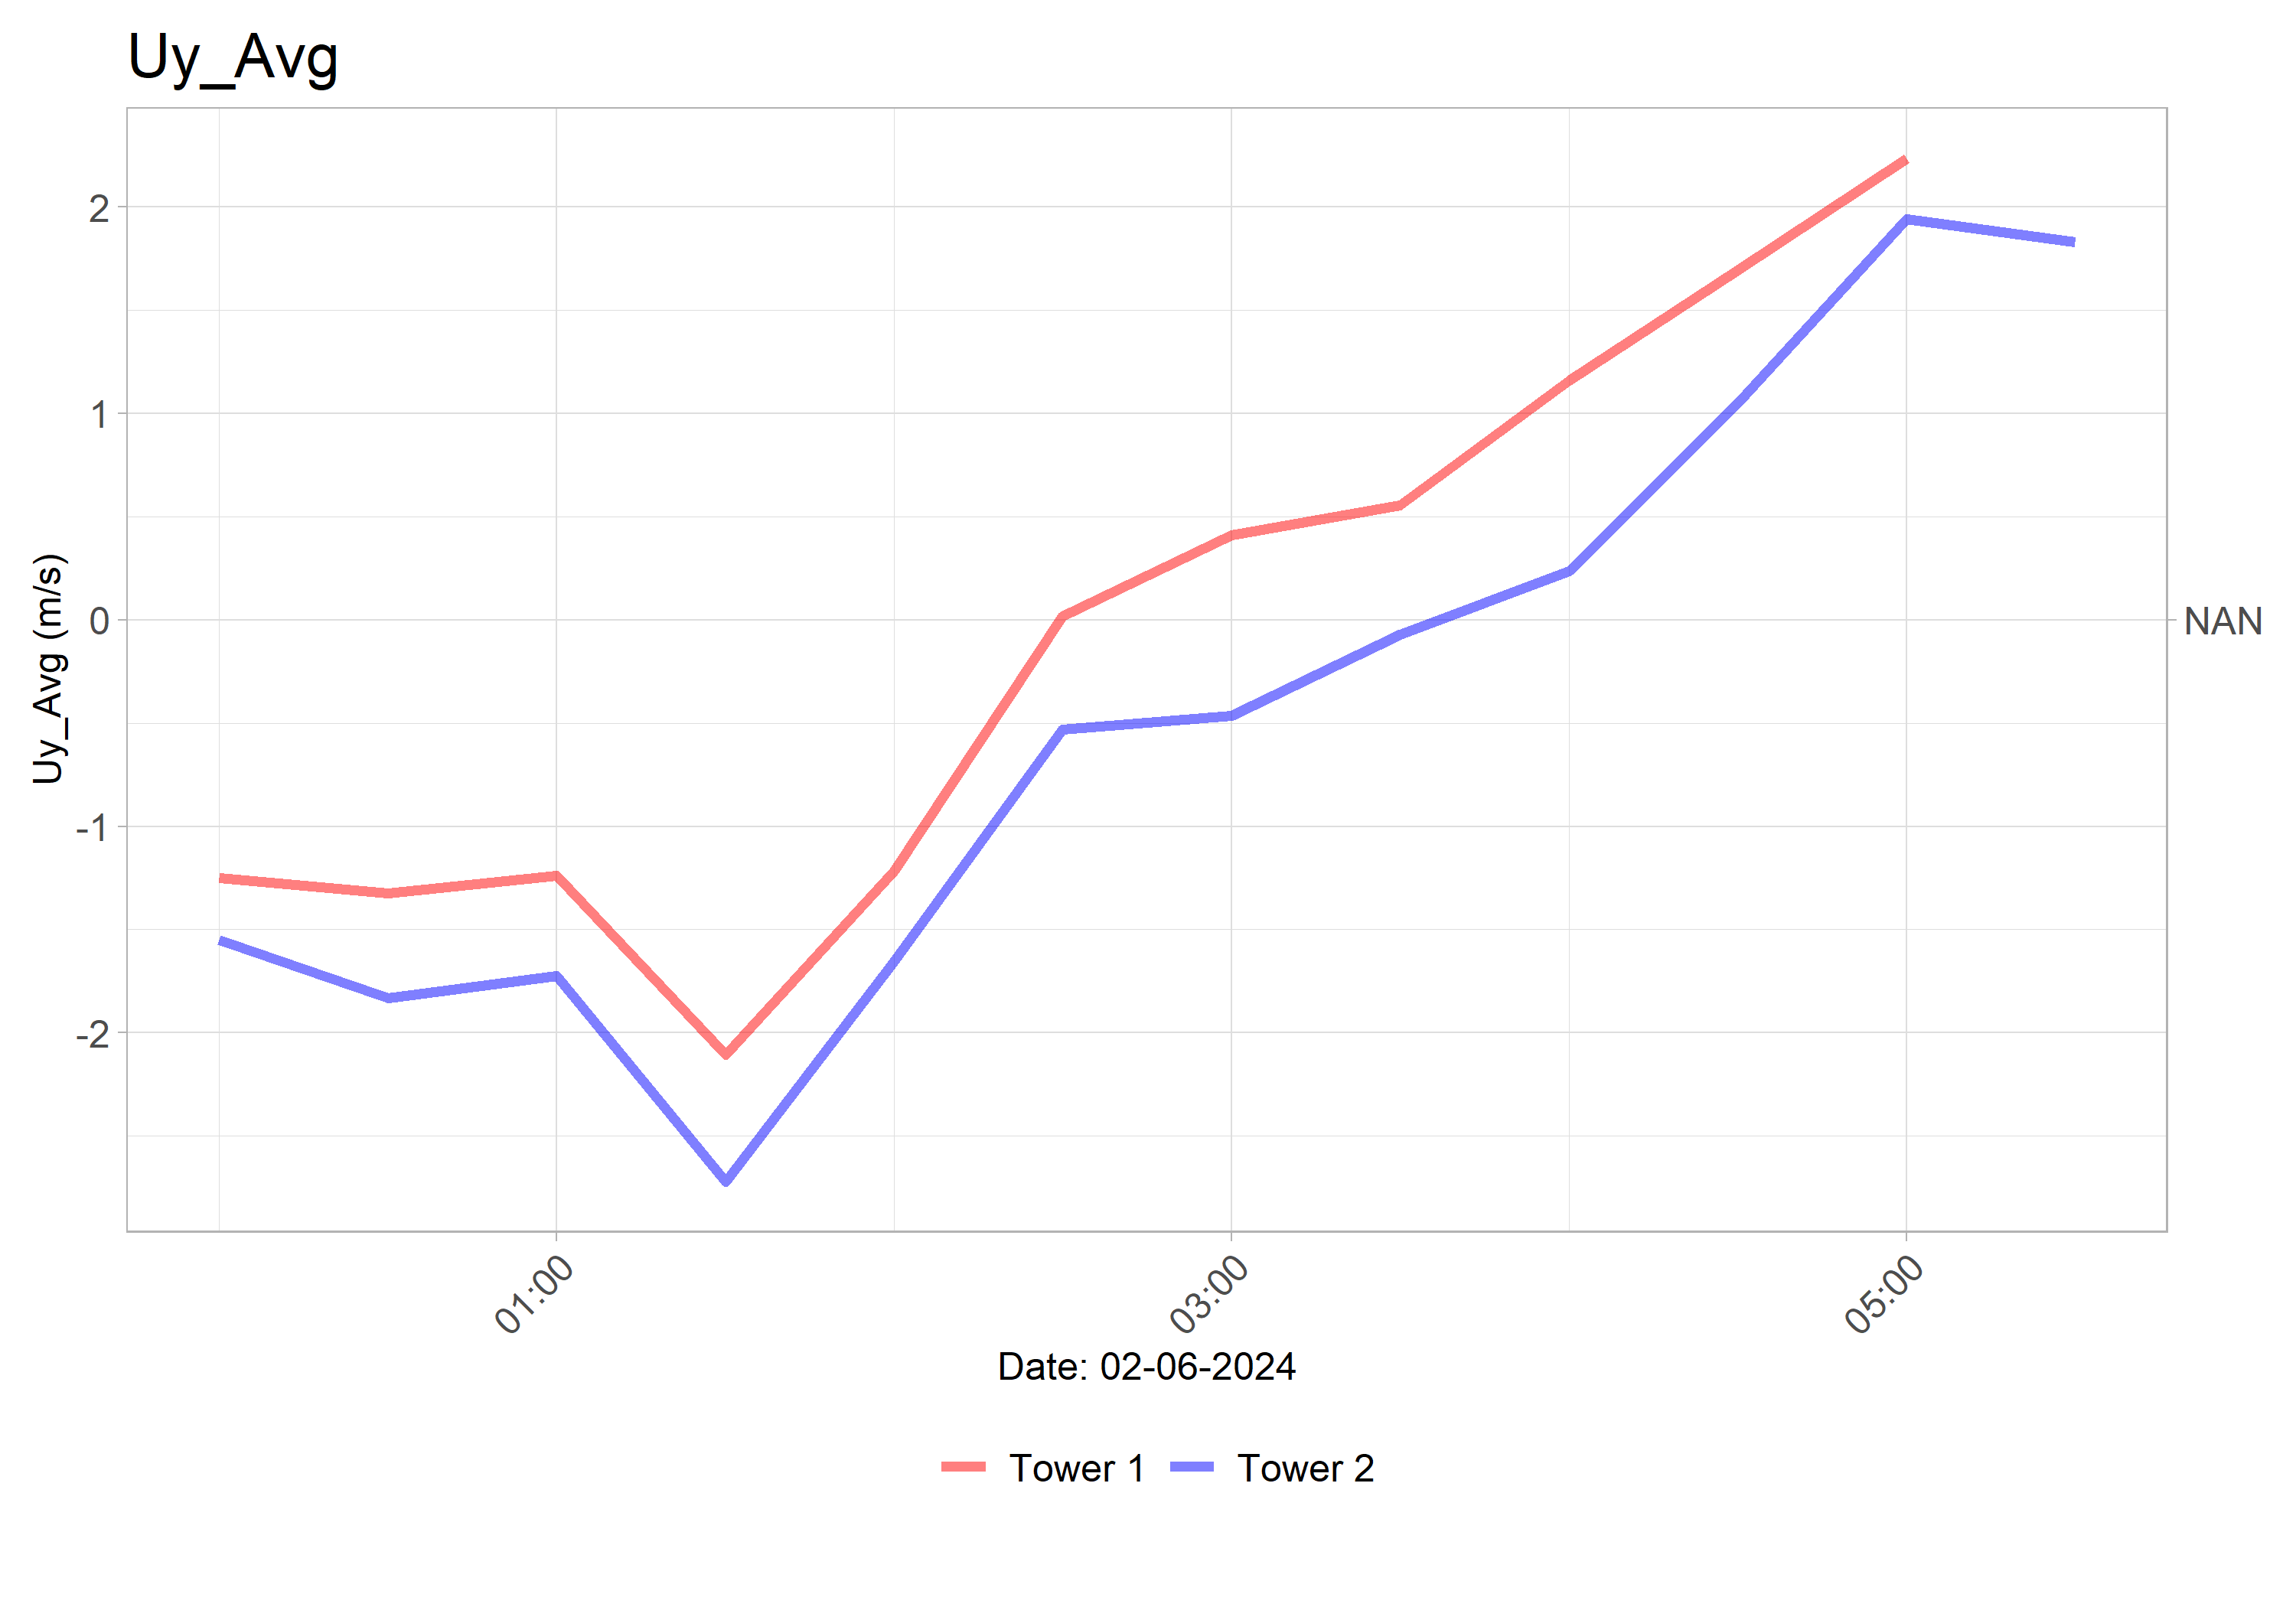 Uy_Avg
Uy_Avg (m/s)
2
1
0
-1
-2
NAN
01:00
03:00
05:00
Date: 02-06-2024
Tower 1
Tower 2